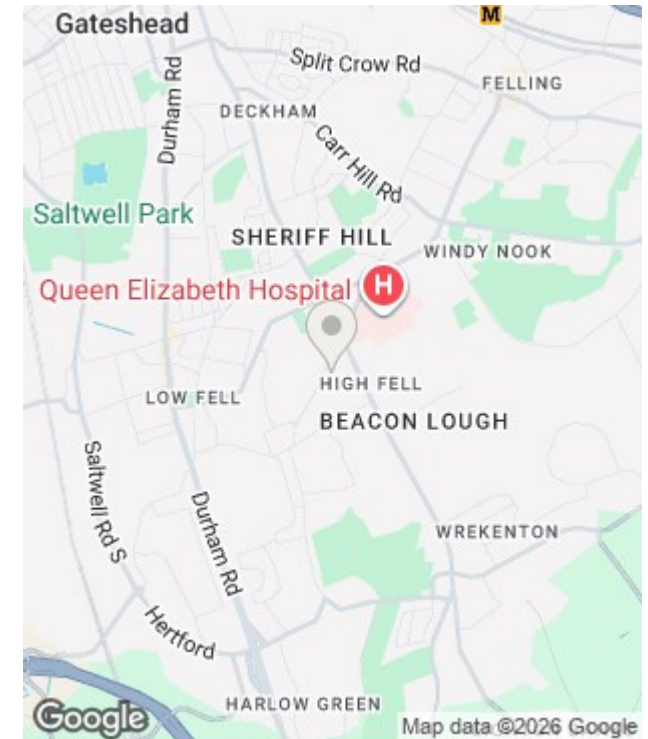 Gateshead
M
Split Crow Rd
FELLING
Durham Rd
DECKHAM
Carr Hill Rd
Saltwell Park
SHERIFF HILL
WINDY NOOK
Queen Elizabeth Hospital
H
HIGH FELL
LOW FELL
BEACON LOUGH
Saltwell Rd S
Durham Rd
WREKENTON
Hertford
HARLOW GREEN
Google
Map data ©2026 Google